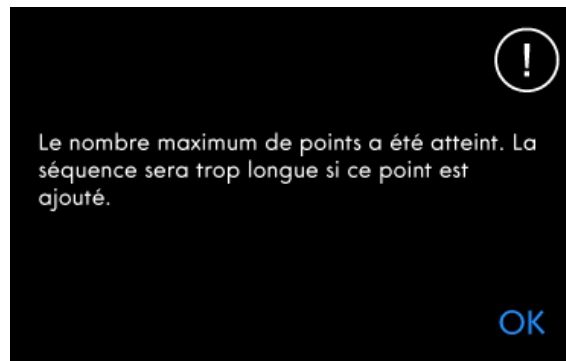 !
Le nombre maximum de points a été atteint. La
séquence sera trop longue si ce point est
ajouté.
OK